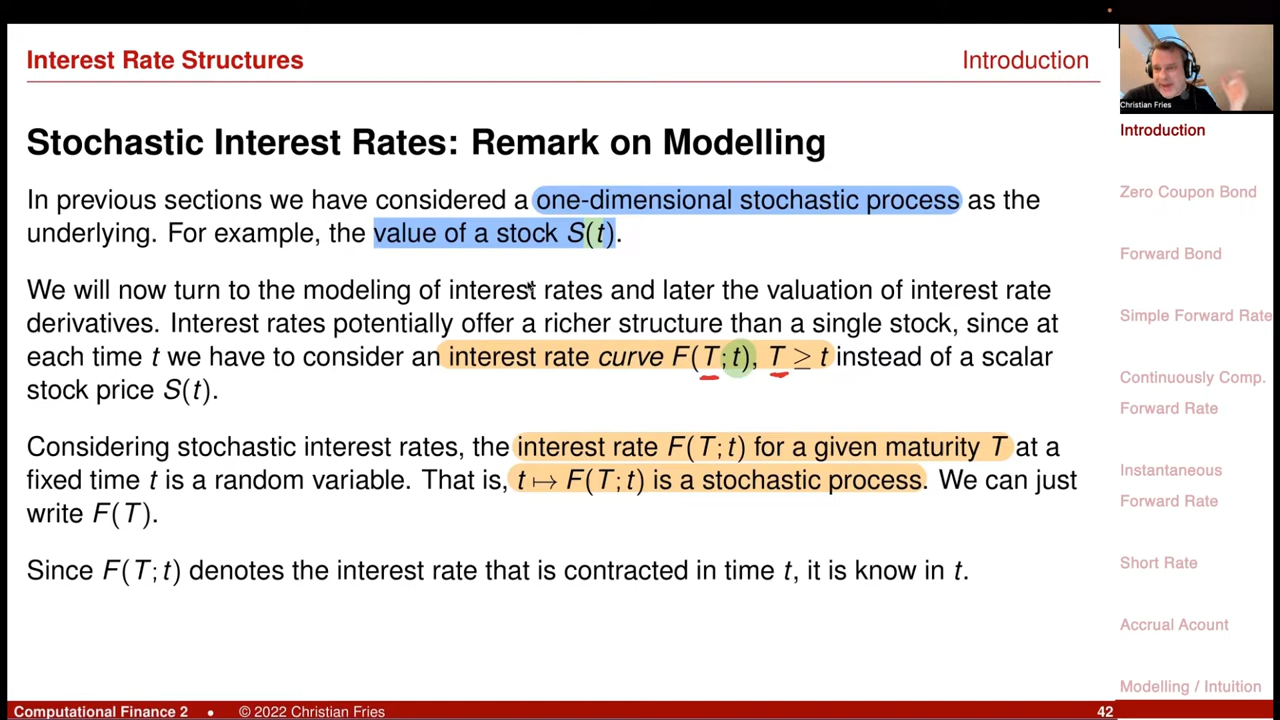 Interest Rate Structures
Introduction
Stochastic Interest Rates: Remark on Modelling
In previous sections we have considered a one-dimensional stochastic process as the
underlying. For example, the value of a stock S(t).
We will now turn to the modeling of interest rates and later the valuation of interest rate
derivatives. Interest rates potentially offer a richer structure than a single stock, since at
each time t we have to consider an interest rate curve F(T; t), T ≥ t instead of a scalar
stock price S(t).
Considering stochastic interest rates, the interest rate F(T; t) for a given maturity T at a
fixed time t is a random variable. That is, t ↦ F(T; t) is a stochastic process. We can just
write F(T).
Since F(T; t) denotes the interest rate that is contracted in time t, it is know in t.
Computational Finance 2 • © 2022 Christian Fries
42
Christian Fries
Introduction
Zero Coupon Bond
Forward Bond
Simple Forward Rate
Continuously Comp.
Forward Rate
Instantaneous
Forward Rate
Short Rate
Accrual Acount
Modelling / Intuition